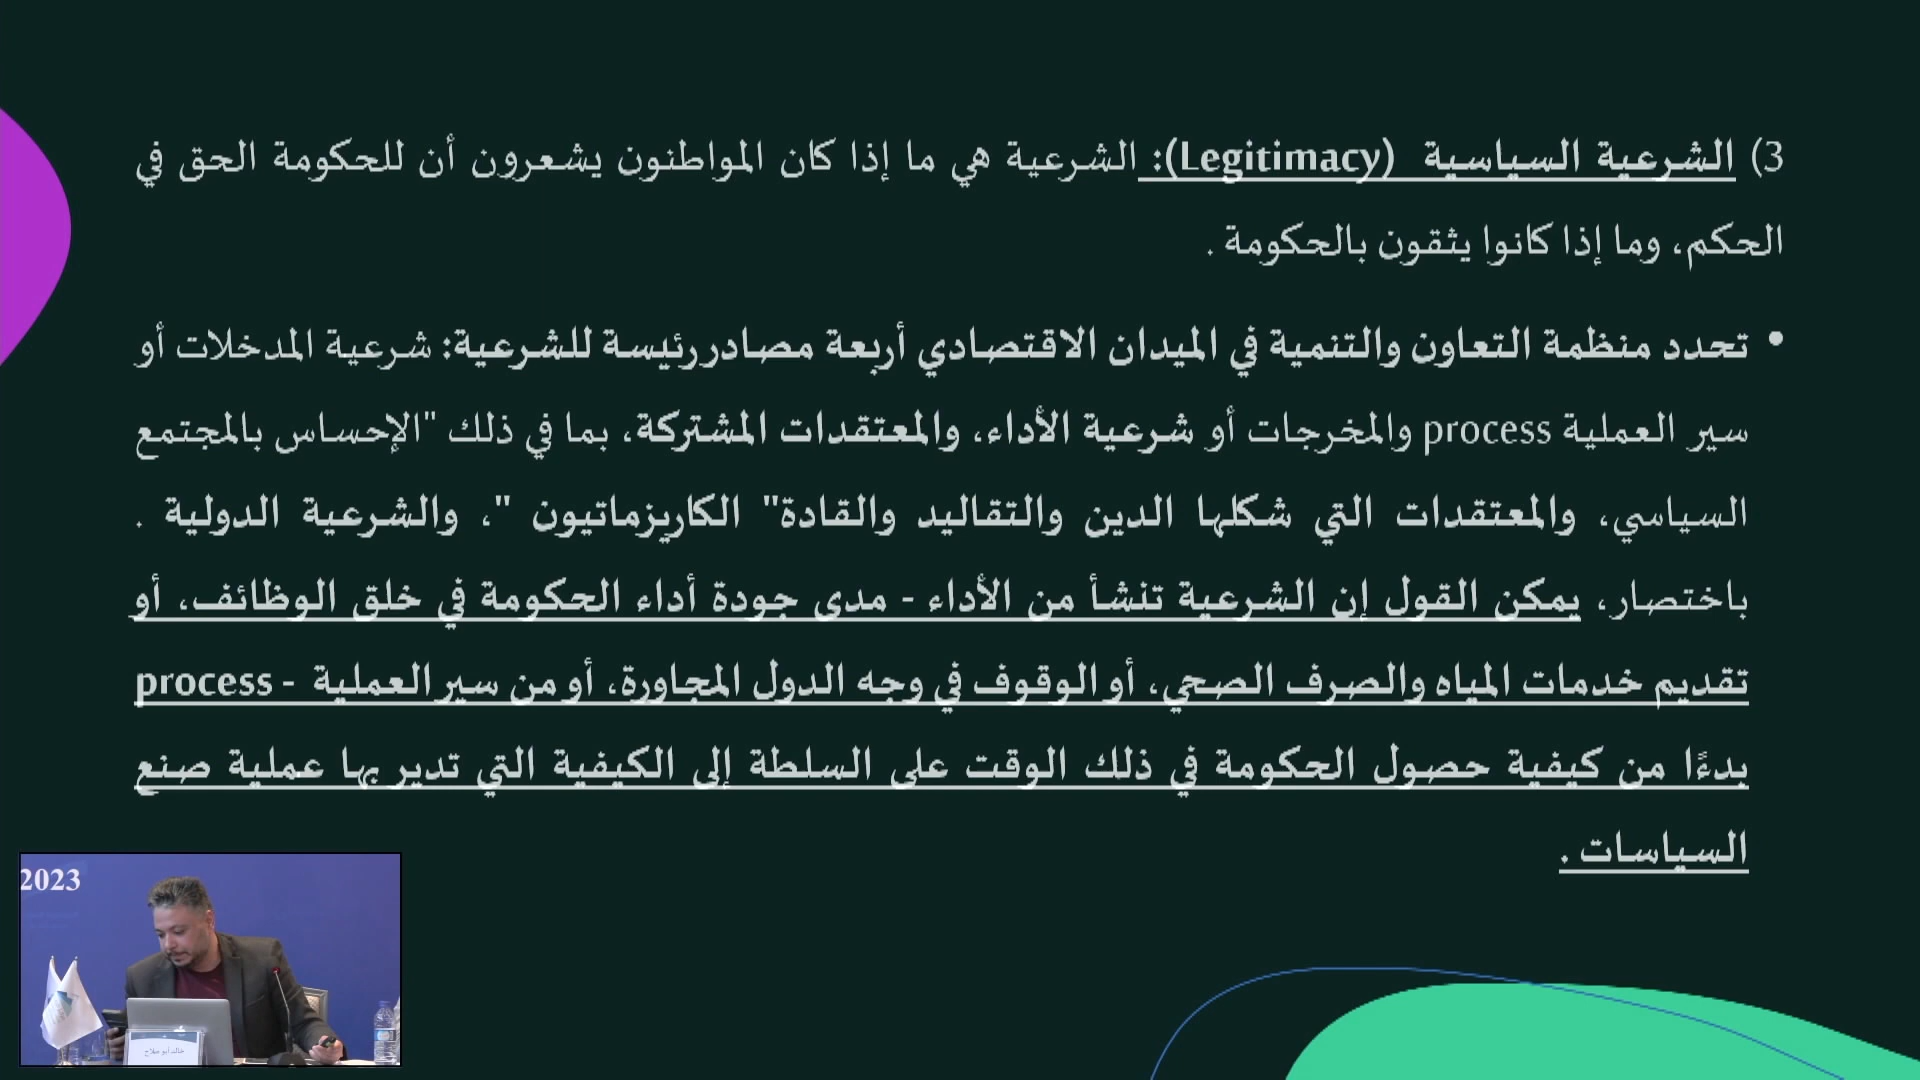 3) الشرعية السياسية (Legitimacy): الشرعية هي ما إذا كان المواطنون يشعرون أن للحكومة الحق في
الحكم، وما إذا كانوا يثقون بالحكومة .
• تحدد منظمة التعاون والتنمية في الميدان الاقتصادي أربعة مصادر رئيسة للشرعية: شرعية المدخلات أو
سير العملية process والمخرجات أو شرعية الأداء، والمعتقدات المشتركة، بما في ذلك "الإحساس بالمجتمع
السياسي، والمعتقدات التي شكلها الدين والتقاليد والقادة" الكاريزماتيون "، والشرعية الدولية .
باختصار، يمكن القول إن الشرعية تنشأ من الأداء - مدى جودة أداء الحكومة في خلق الوظائف، أو
تقديم خدمات المياه والصرف الصحي، أو الوقوف في وجه الدول المجاورة، أو من سير العملية process -
بدءًا من كيفية حصول الحكومة في ذلك الوقت على السلطة إلى الكيفية التي تدير بها عملية صنع
السياسات .
2023
خالد أبو صلاح